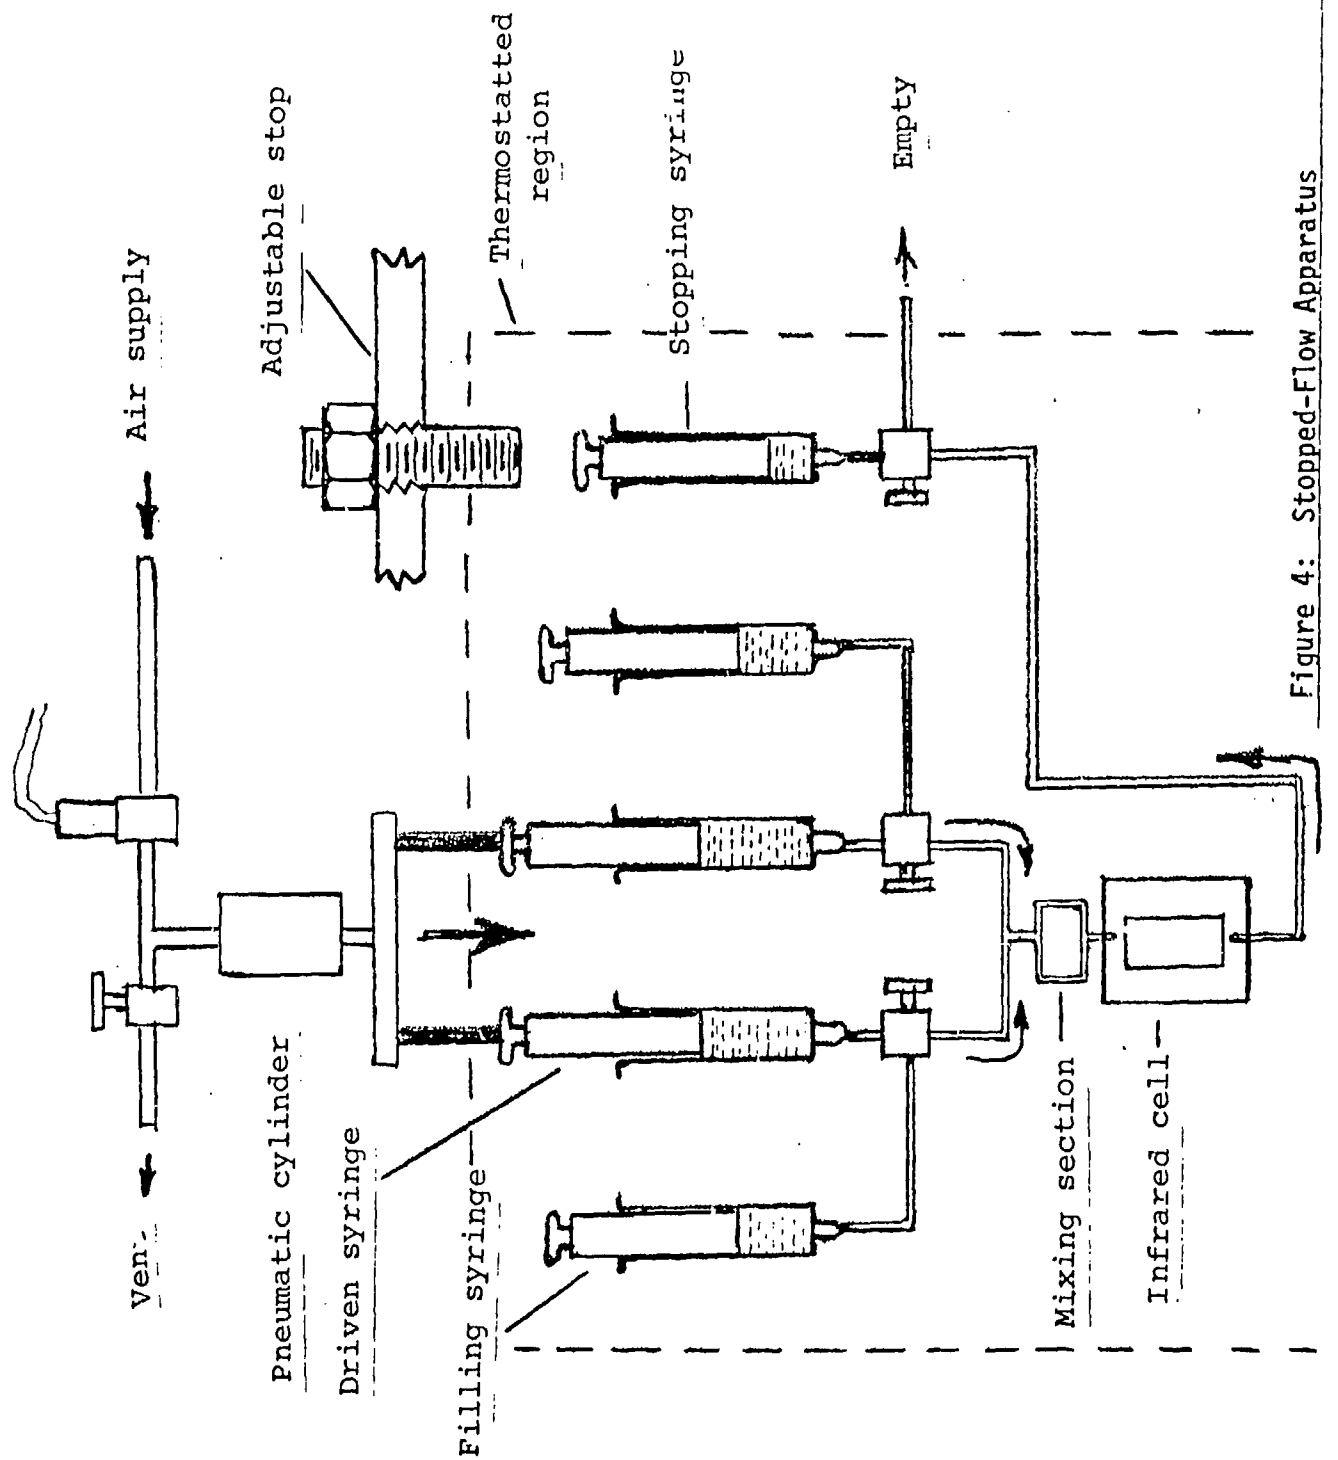 Air supply
Adjustable stop
Thermostatted
region
Stopping syringe
Empty
Pneumatic cylinder
Driven syringe
Filling syringe
Mixing section
Infrared cell
Figure 4: Stopped-Flow Apparatus